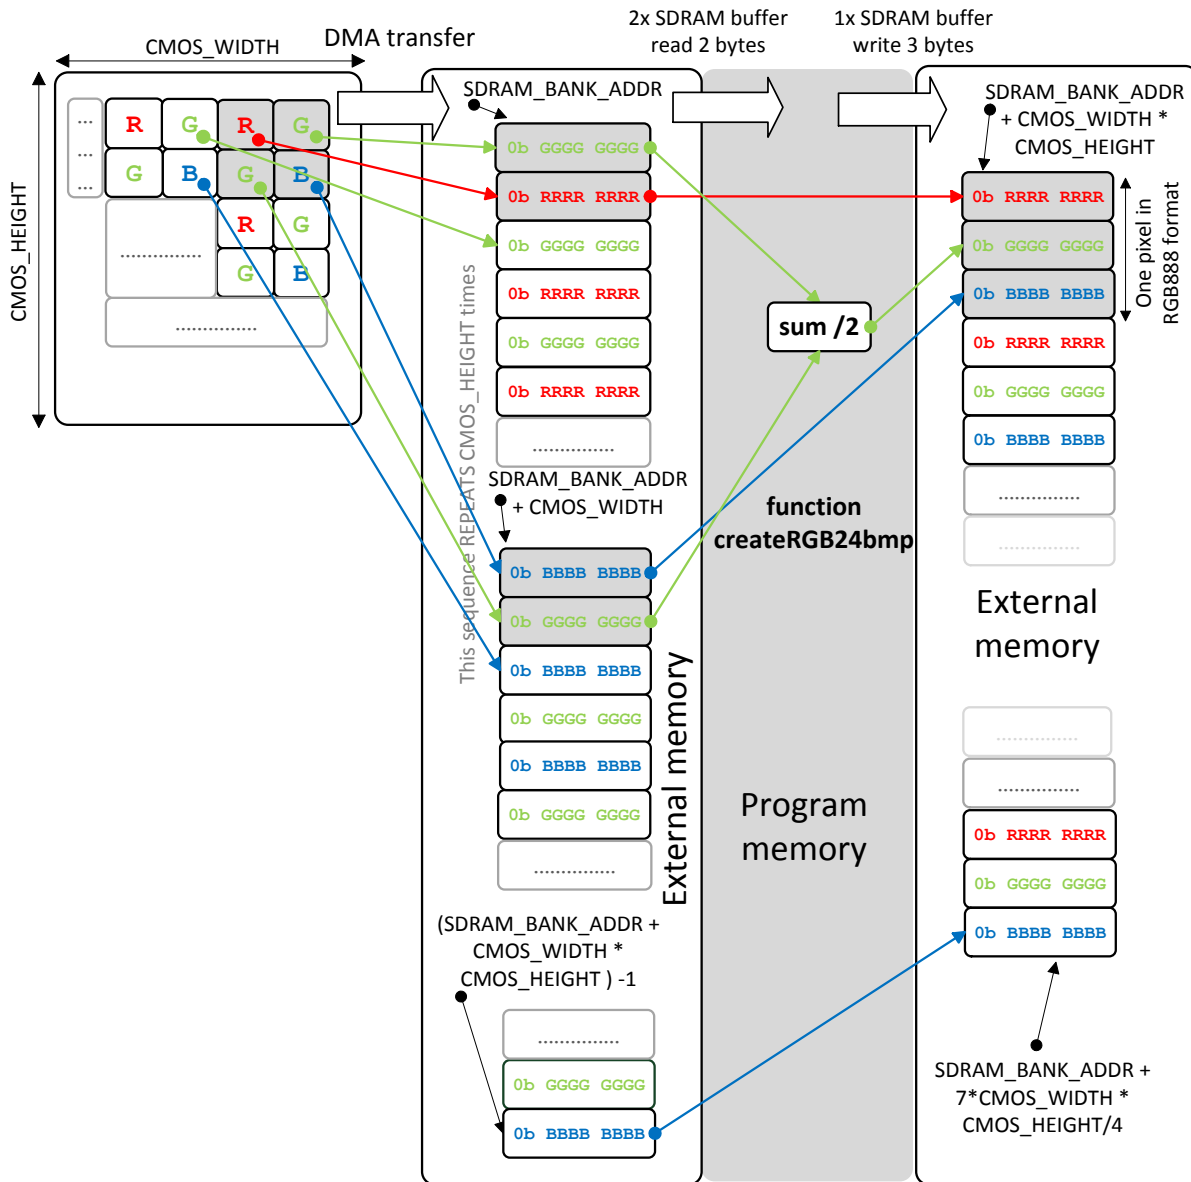 CMOS_WIDTH
DMA transfer
2x SDRAM buffer
read 2 bytes
1x SDRAM buffer
write 3 bytes
CMOS_HEIGHT
... R G R G
...
... G B G B
R G
...............
G B
...............
SDRAM_BANK_ADDR
0b GGGG GGGG
0b RRRR RRRR
0b GGGG GGGG
0b RRRR RRRR
0b GGGG GGGG
0b RRRR RRRR
...............
This sequence REPEATS CMOS_HEIGHT times
SDRAM_BANK_ADDR
+ CMOS_WIDTH
0b BBBB BBBB
0b GGGG GGGG
0b BBBB BBBB
0b GGGG GGGG
0b BBBB BBBB
0b GGGG GGGG
...............
External memory
(SDRAM_BANK_ADDR +
CMOS_WIDTH *
CMOS_HEIGHT ) -1
...............
0b GGGG GGGG
0b BBBB BBBB
sum /2
function
createRGB24bmp
Program
memory
SDRAM_BANK_ADDR
+ CMOS_WIDTH *
CMOS_HEIGHT
0b RRRR RRRR
0b GGGG GGGG
0b BBBB BBBB
One pixel in
RGB888 format
0b RRRR RRRR
0b GGGG GGGG
0b BBBB BBBB
...............
...............
External
memory
...............
...............
0b RRRR RRRR
0b GGGG GGGG
0b BBBB BBBB
SDRAM_BANK_ADDR +
7*CMOS_WIDTH *
CMOS_HEIGHT/4